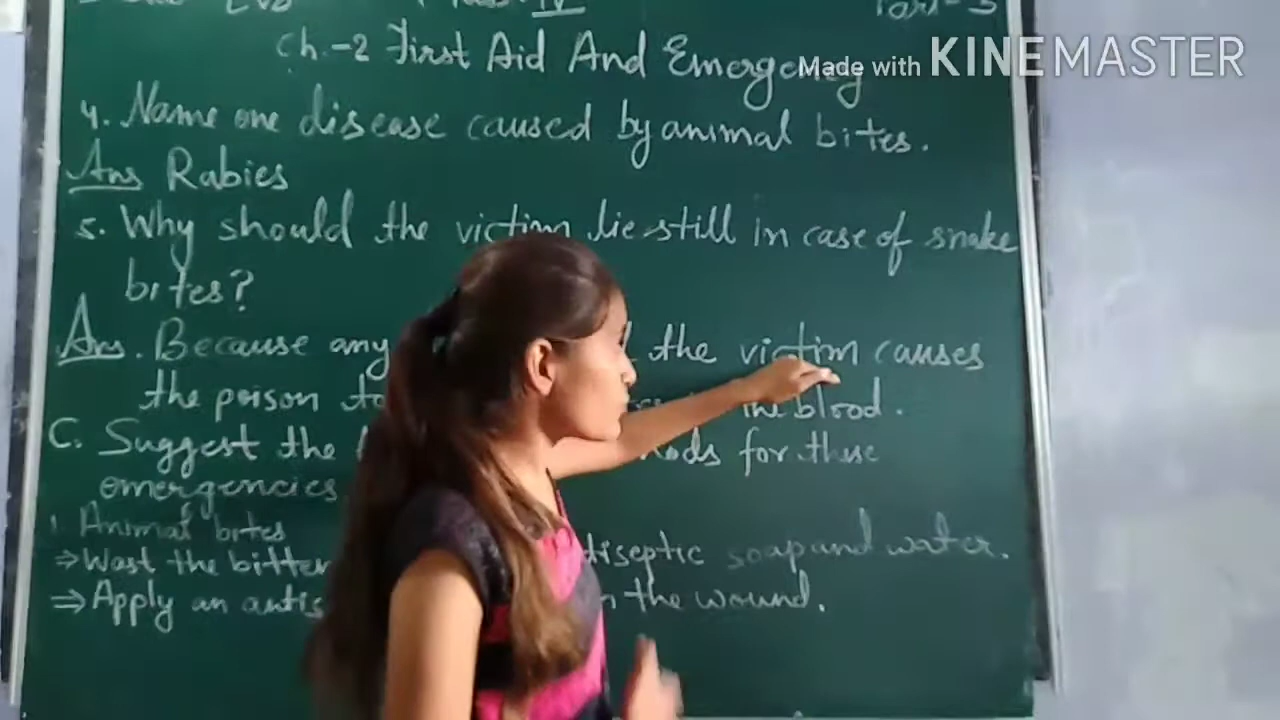 Ch.-2 First Aid And Emergency
Made with KINEMASTER
4. Name one disease caused by animal bites.
Ans Rabies
5. Why should the victim lie still in case of snake
bites?
Ans. Because any the victim causes
the poison the blood.
C. Suggest the for these
emergencies
1. Animal bites
⇒ Wast the bitter diseptic soap and water.
⇒ Apply an the wound.